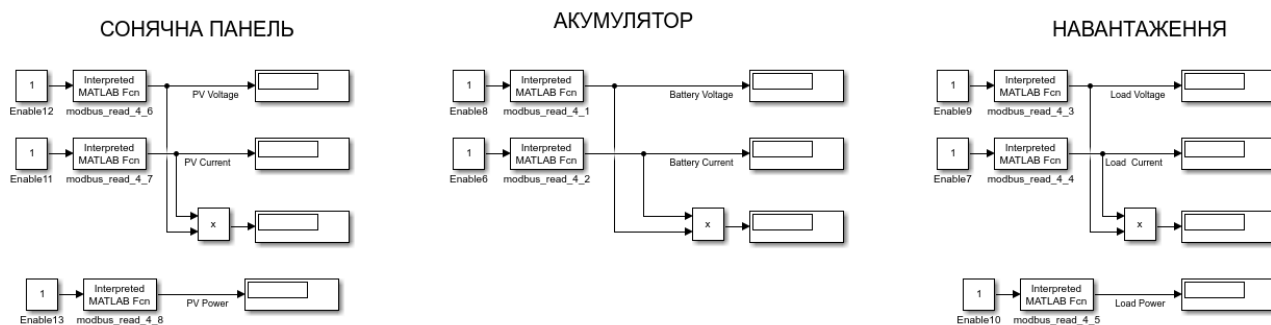 СОНЯЧНА ПАНЕЛЬ
1
Interpreted
MATLAB Fcn
PV Voltage
Enable12
modbus_read_4_6
1
Interpreted
MATLAB Fcn
PV Current
Enable11
modbus_read_4_7
x
1
Interpreted
MATLAB Fcn
PV Power
Enable13
modbus_read_4_8
АКУМУЛЯТОР
1
Interpreted
MATLAB Fcn
Battery Voltage
Enable8
modbus_read_4_1
1
Interpreted
MATLAB Fcn
Battery Current
Enable6
modbus_read_4_2
x
НАВАНТАЖЕННЯ
1
Interpreted
MATLAB Fcn
Load Voltage
Enable9
modbus_read_4_3
1
Interpreted
MATLAB Fcn
Load Current
Enable7
modbus_read_4_4
x
1
Interpreted
MATLAB Fcn
Load Power
Enable10
modbus_read_4_5